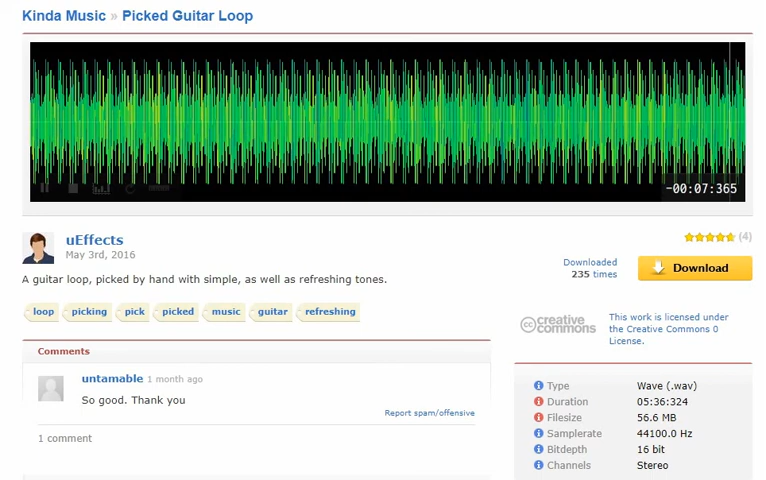 Kinda Music » Picked Guitar Loop
-00:07:365
uEffects
May 3rd, 2016
(4)
Downloaded
235 times
Download
A guitar loop, picked by hand with simple, as well as refreshing tones.
loop picking pick picked music guitar refreshing
cc creative commons
This work is licensed under
the Creative Commons 0
License.
Comments
untamable 1 month ago
So good. Thank you
Report spam/offensive
1 comment
Type Wave (.wav)
Duration 05:36:324
Filesize 56.6 MB
Samplerate 44100.0 Hz
Bitdepth 16 bit
Channels Stereo